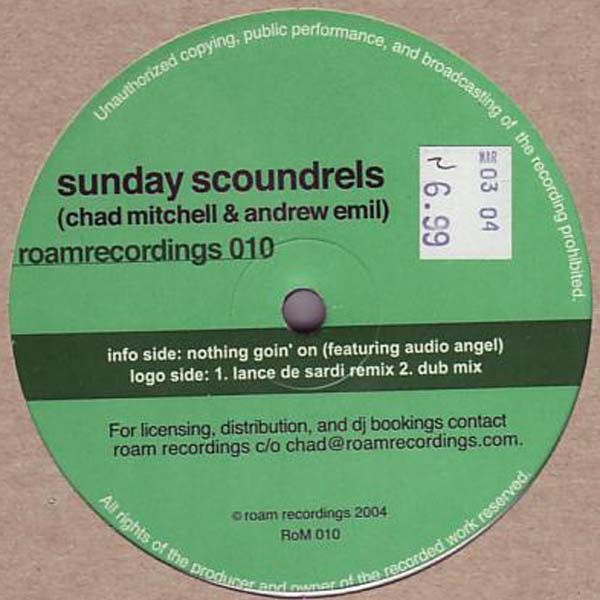 Unauthorized copying, public performance, and broadcasting of the recording prohibited.
sunday scoundrels
(chad mitchell & andrew emil)
roamrecordings 010
MAR 03 04
6.99
info side: nothing goin' on (featuring audio angel)
logo side: 1. lance de sardi remix 2. dub mix
For licensing, distribution, and dj bookings contact
roam recordings c/o chad@roamrecordings.com.
© roam recordings 2004
RoM 010
All rights of the producer and owner of the recorded work reserved.